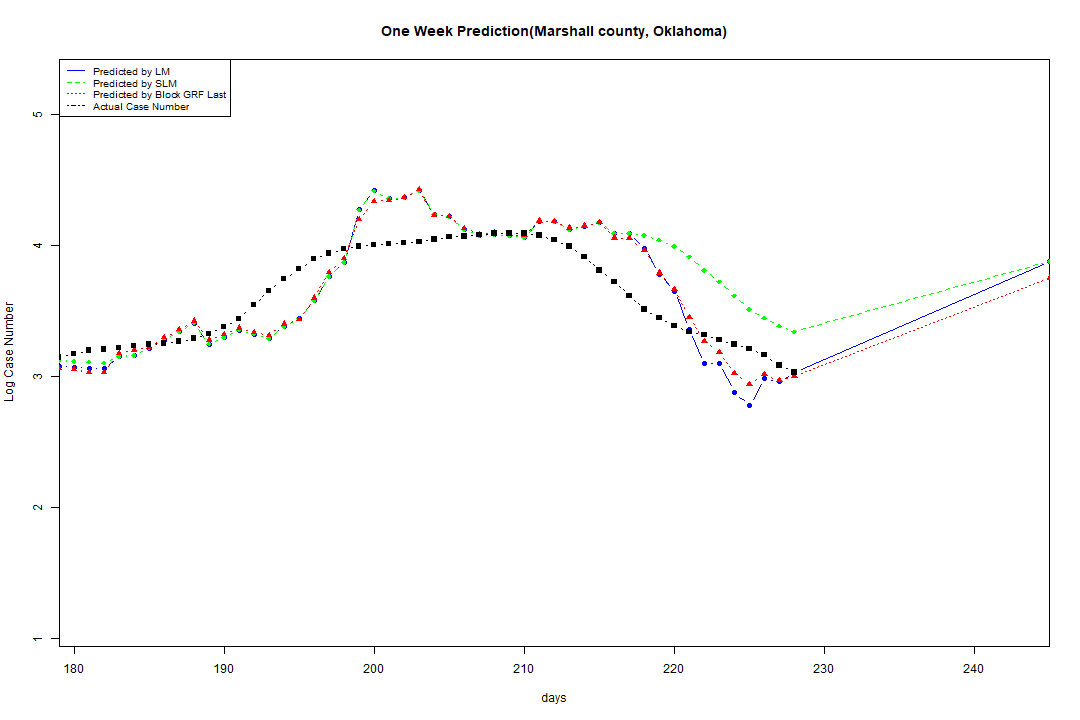 One Week Prediction(Marshall county, Oklahoma)
Predicted by LM
Predicted by SLM
Predicted by Block GRF Last
Actual Case Number
5
4
3
2
1
Log Case Number
180 190 200 210 220 230 240
days